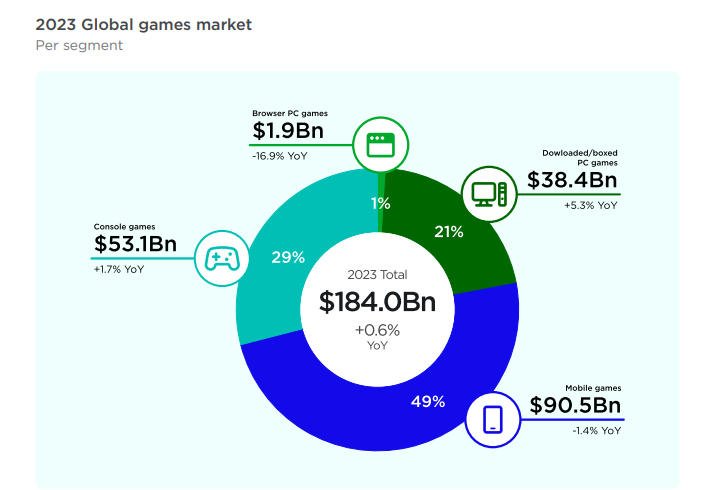 2023 Global games market
Per segment
Browser PC games
$1.9Bn
-16.9% YoY
Dowloaded/boxed
PC games
$38.4Bn
+5.3% YoY
Console games
$53.1Bn
+1.7% YoY
1%
21%
29%
2023 Total
$184.0Bn
+0.6%
YoY
49%
Mobile games
$90.5Bn
-1.4% YoY